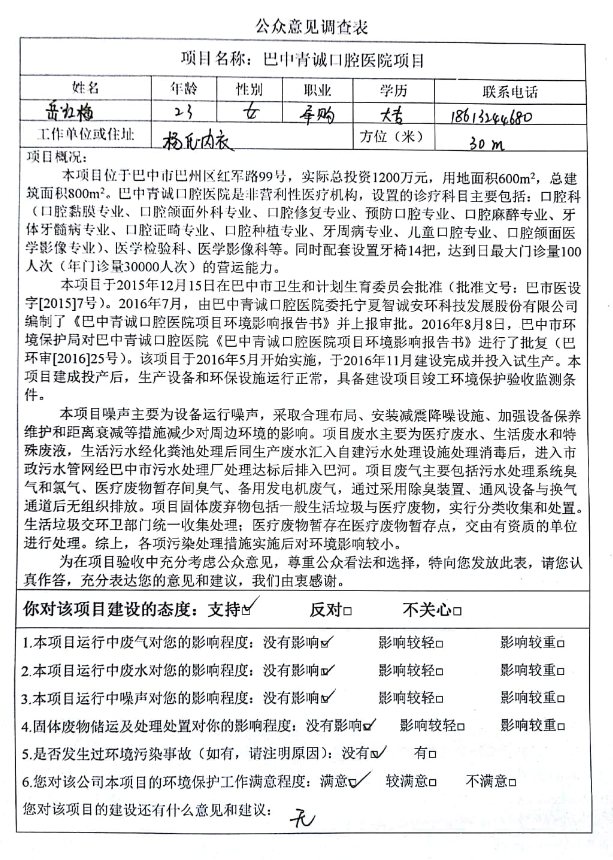 公众意见调查表
项目名称：巴中青诚口腔医院项目
姓名 年龄 性别 职业 学历 联系电话
岳红梅 23 女 导购 大专 18613244680
工作单位或住址 杨氏内衣 方位（米） 30m
项目概况：
本项目位于巴中市巴州区红军路99号，实际总投资1200万元，用地面积600m²，总建
筑面积800m²。巴中青诚口腔医院是非营利性医疗机构，设置的诊疗科目主要包括：口腔科
（口腔黏膜专业、口腔颌面外科专业、口腔修复专业、预防口腔专业、口腔麻醉专业、牙
体牙髓病专业、口腔正畸专业、口腔种植专业、牙周病专业、儿童口腔专业、口腔颌面医
学影像专业）、医学检验科、医学影像科等。同时配套设置牙椅14把，达到日最大门诊量100
人次（年门诊量30000人次）的营运能力。
本项目于2015年12月15日在巴中市卫生和计划生育委员会批准（批准文号：巴市医设
字[2015]7号）。2016年7月，由巴中青诚口腔医院委托宁夏智诚安环科技发展股份有限公司
编制了《巴中青诚口腔医院项目环境影响报告书》并上报审批。2016年8月8日，巴中市环
境保护局对巴中青诚口腔医院《巴中青诚口腔医院项目环境影响报告书》进行了批复（巴
环审[2016]25号）。该项目于2016年5月开始实施，于2016年11月建设完成并投入试生产。本
项目建成投产后，生产设备和环保设施运行正常，具备建设项目竣工环境保护验收监测条
件。
本项目噪声主要为设备运行噪声，采取合理布局、安装减震降噪设施、加强设备保养
维护和距离衰减等措施减少对周边环境的影响。项目废水主要为医疗废水、生活废水和特
殊废液，生活污水经化粪池处理后同生产废水汇入自建污水处理设施处理消毒后，进入市
政污水管网经巴中市污水处理厂处理达标后排入巴河。项目废气主要包括污水处理系统臭
气和氯气、医疗废物暂存间臭气、备用发电机废气，通过采用除臭装置、通风设备与换气
通道后无组织排放。项目固体废弃物包括一般生活垃圾与医疗废物，实行分类收集和处置。
生活垃圾交环卫部门统一收集处理；医疗废物暂存在医疗废物暂存点，交由有资质的单位
进行处理。综上，各项污染处理措施实施后对环境影响较小。
为在项目验收中充分考虑公众意见，尊重公众看法和选择，特向您发放此表，请您认
真作答，充分表达您的意见和建议，我们由衷感谢。
你对该项目建设的态度：支持☑ 反对□ 不关心□
1.本项目运行中废气对您的影响程度：没有影响☑ 影响较轻□ 影响较重□
2.本项目运行中废水对您的影响程度：没有影响☑ 影响较轻□ 影响较重□
3.本项目运行中噪声对您的影响程度：没有影响☑ 影响较轻□ 影响较重□
4.固体废物储运及处理处置对你的影响程度：没有影响☑ 影响较轻□ 影响较重□
5.是否发生过环境污染事故（如有，请注明原因）：没有☑ 有□
6.您对该公司本项目的环境保护工作满意程度：满意☑ 较满意□ 不满意□
您对该项目的建设还有什么意见和建议： 无